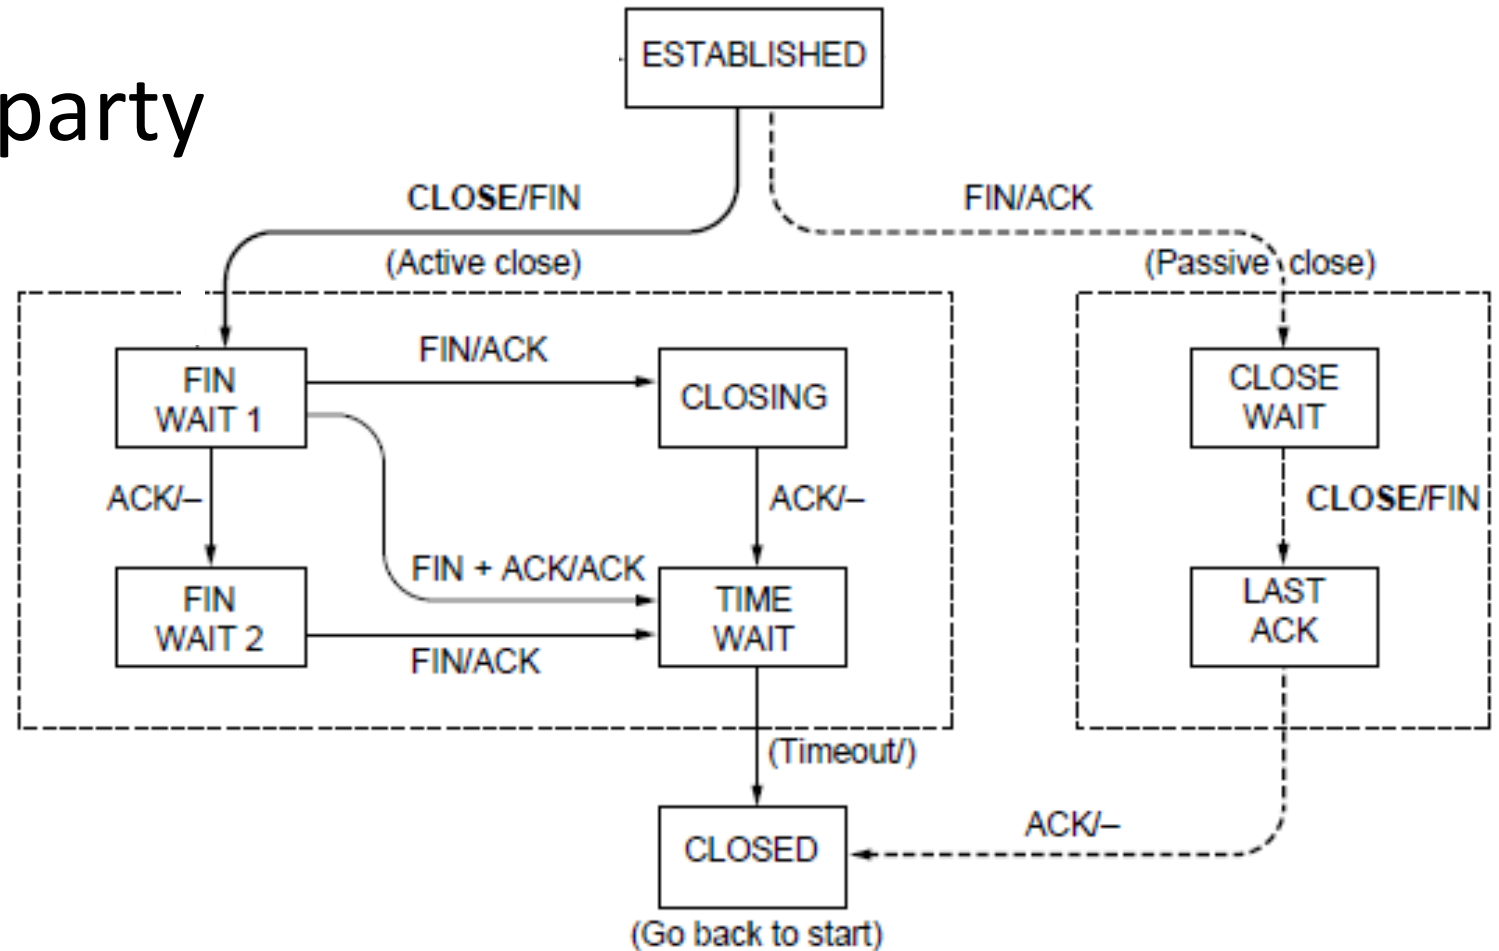 ESTABLISHED
party
CLOSE/FIN
FIN/ACK
(Active close)
(Passive close)
FIN/ACK
FIN
WAIT 1
CLOSING
CLOSE
WAIT
ACK/–
ACK/–
CLOSE/FIN
FIN + ACK/ACK
FIN
WAIT 2
TIME
WAIT
LAST
ACK
FIN/ACK
(Timeout/)
ACK/–
CLOSED
(Go back to start)